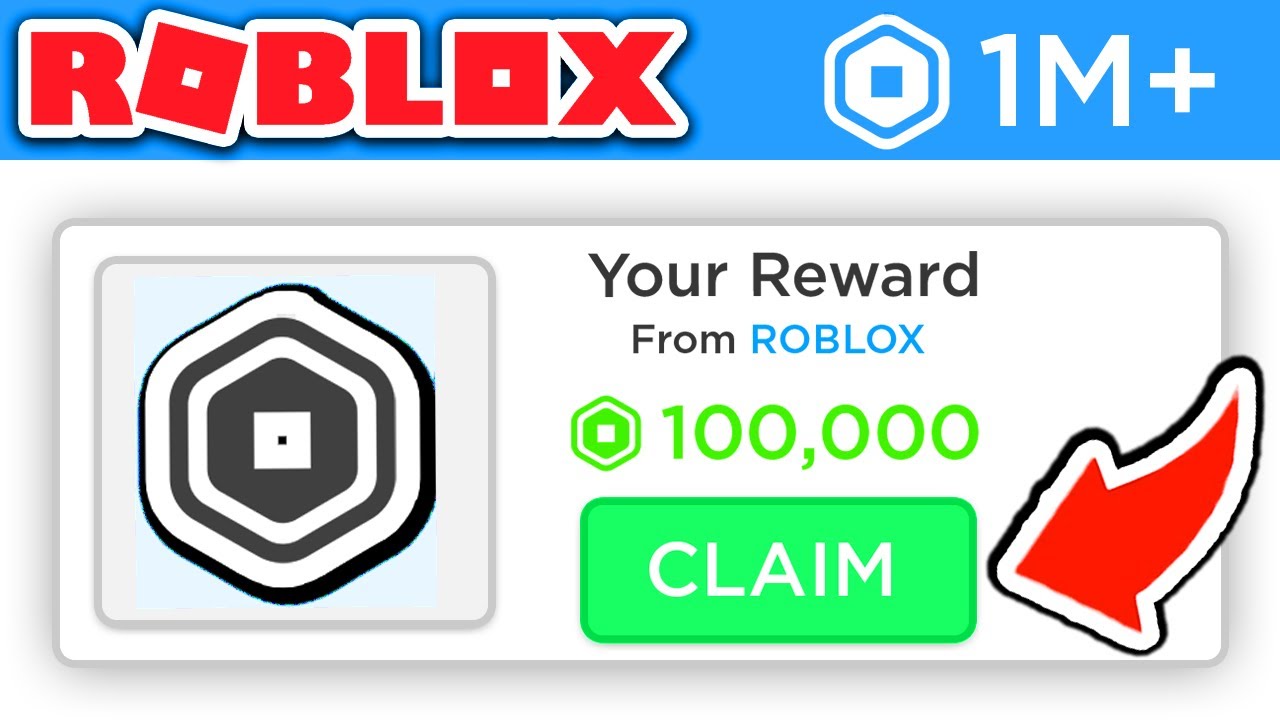 ROBLOX
1M+
Your Reward
From ROBLOX
100,000
CLAIM